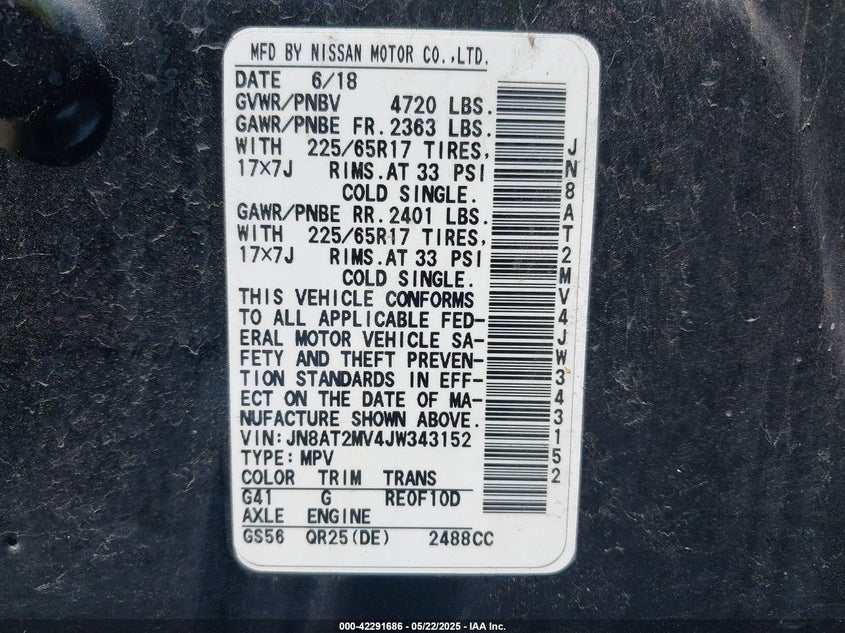 MFD BY NISSAN MOTOR CO.,LTD.
DATE 6/18
GVWR/PNBV 4720 LBS.
GAWR/PNBE FR. 2363 LBS.
WITH 225/65R17 TIRES,
17×7J RIMS. AT 33 PSI
COLD SINGLE.
GAWR/PNBE RR. 2401 LBS.
WITH 225/65R17 TIRES,
17×7J RIMS. AT 33 PSI
COLD SINGLE.
THIS VEHICLE CONFORMS
TO ALL APPLICABLE FED-
ERAL MOTOR VEHICLE SA-
FETY AND THEFT PREVEN-
TION STANDARDS IN EFF-
ECT ON THE DATE OF MA-
NUFACTURE SHOWN ABOVE.
VIN: JN8AT2MV4JW343152
TYPE: MPV
COLOR TRIM TRANS
G41 G RE0F10D
AXLE ENGINE
GS56 QR25(DE) 2488CC
JN8AT2MV4JW343152
000-42291686 - 05/22/2025 - IAA Inc.